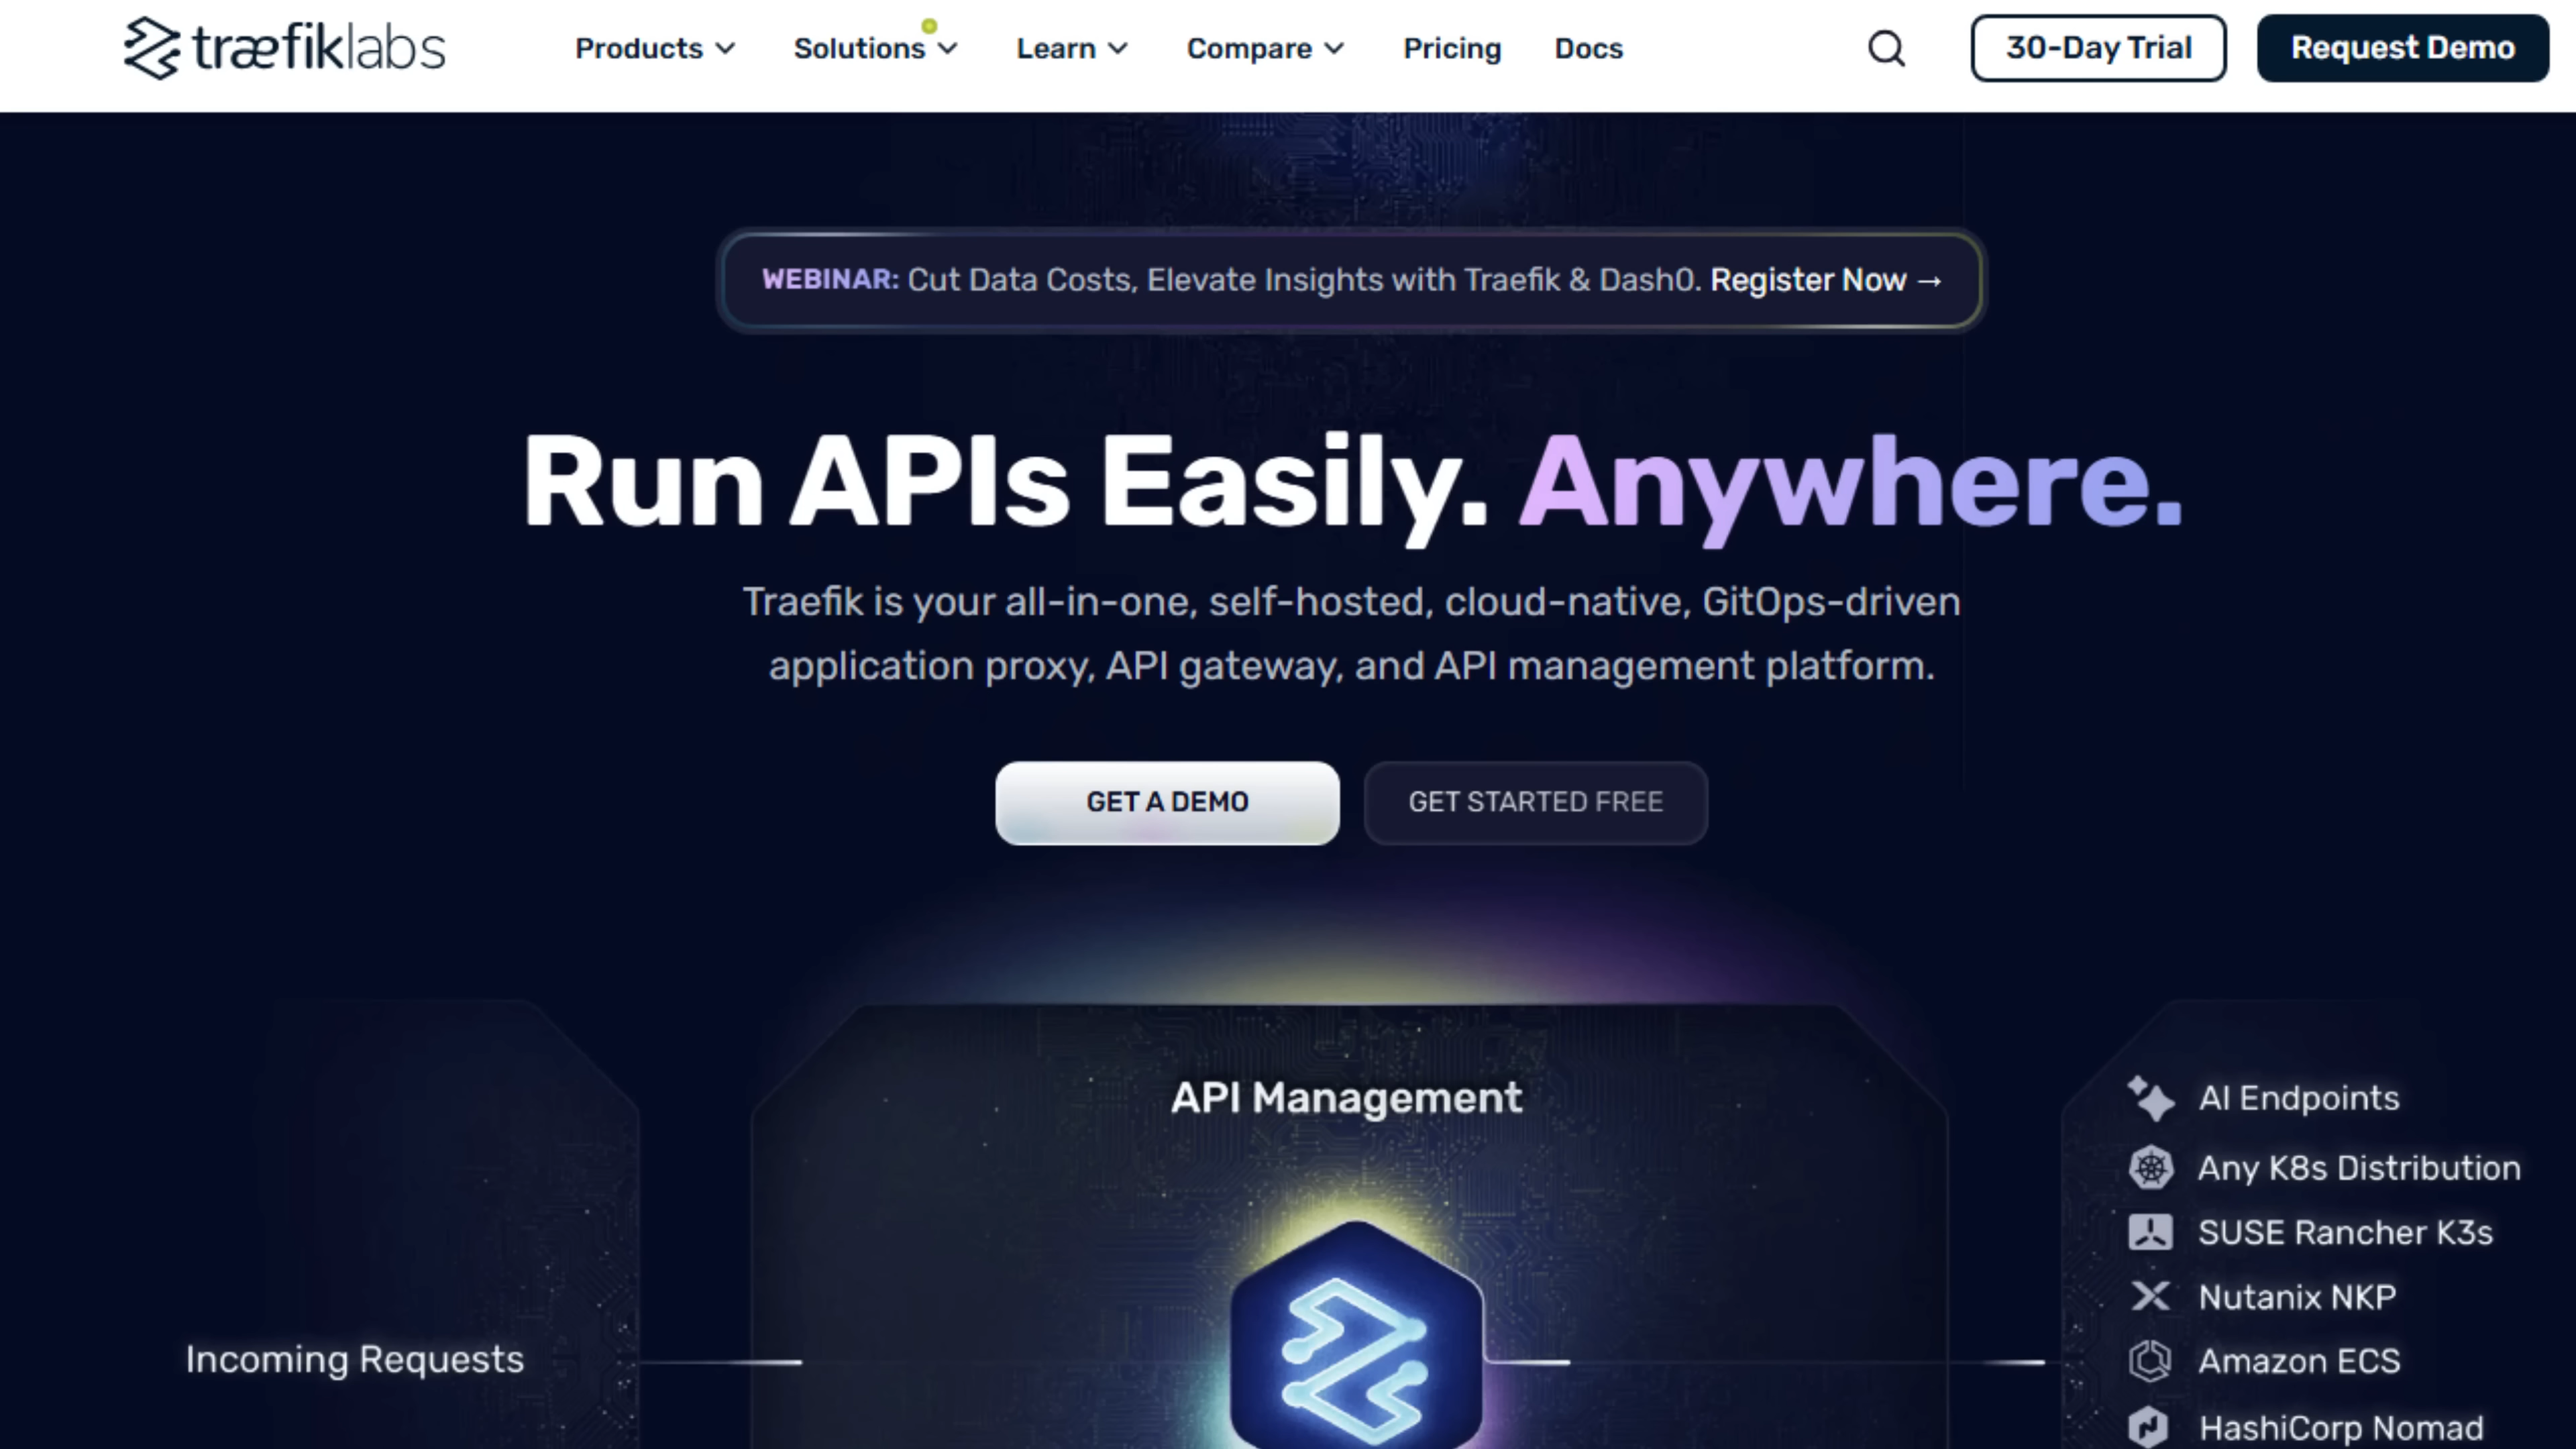 træfiklabs
Products
Solutions
Learn
Compare
Pricing
Docs
30-Day Trial
Request Demo
WEBINAR: Cut Data Costs, Elevate Insights with Traefik & Dash0. Register Now →
Run APIs Easily. Anywhere.
Traefik is your all-in-one, self-hosted, cloud-native, GitOps-driven
application proxy, API gateway, and API management platform.
GET A DEMO
GET STARTED FREE
API Management
Incoming Requests
AI Endpoints
Any K8s Distribution
SUSE Rancher K3s
Nutanix NKP
Amazon ECS
HashiCorp Nomad